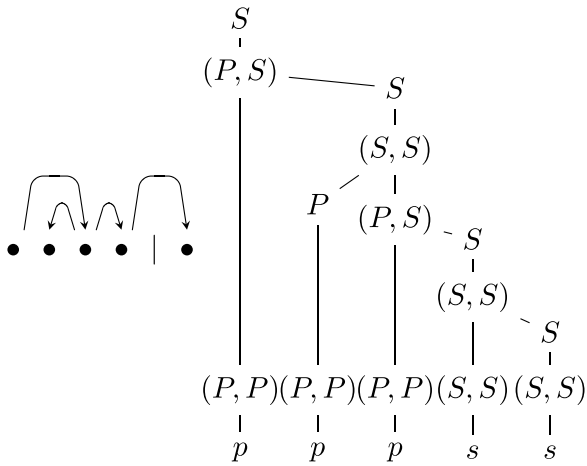 S
(P, S)
S
(S, S)
P
(P, S)
S
(S, S)
S
(P, P)(P, P)(P, P)(S, S)(S, S)
p p p s s